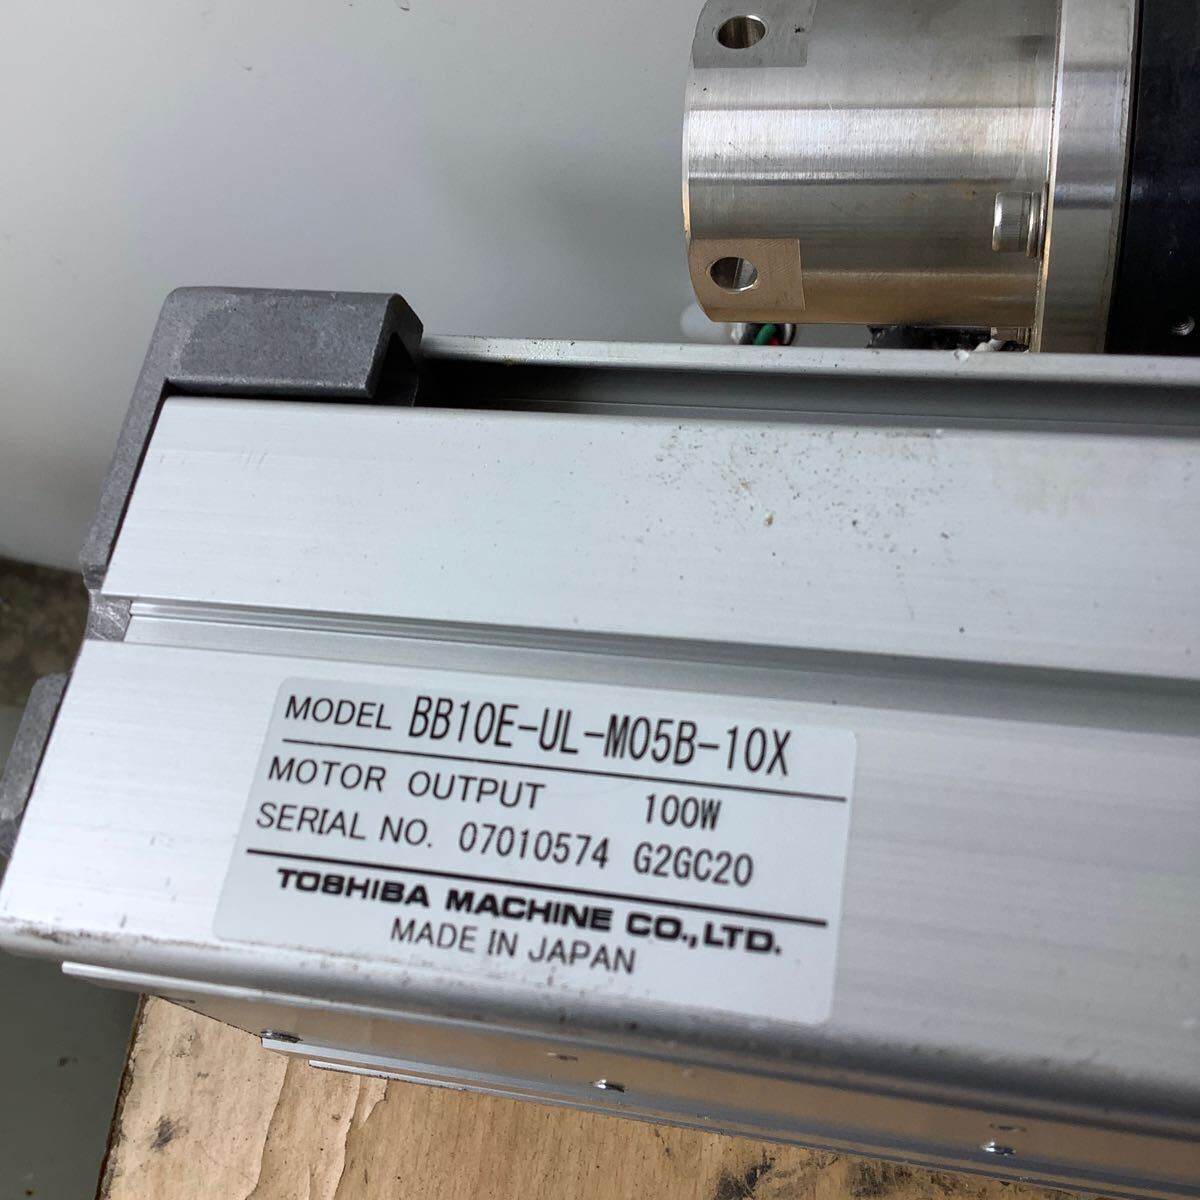 MODEL BB10E-UL-M05B-10X
MOTOR OUTPUT 100W
SERIAL NO. 07010574 G2GC20
TOSHIBA MACHINE CO.,LTD.
MADE IN JAPAN